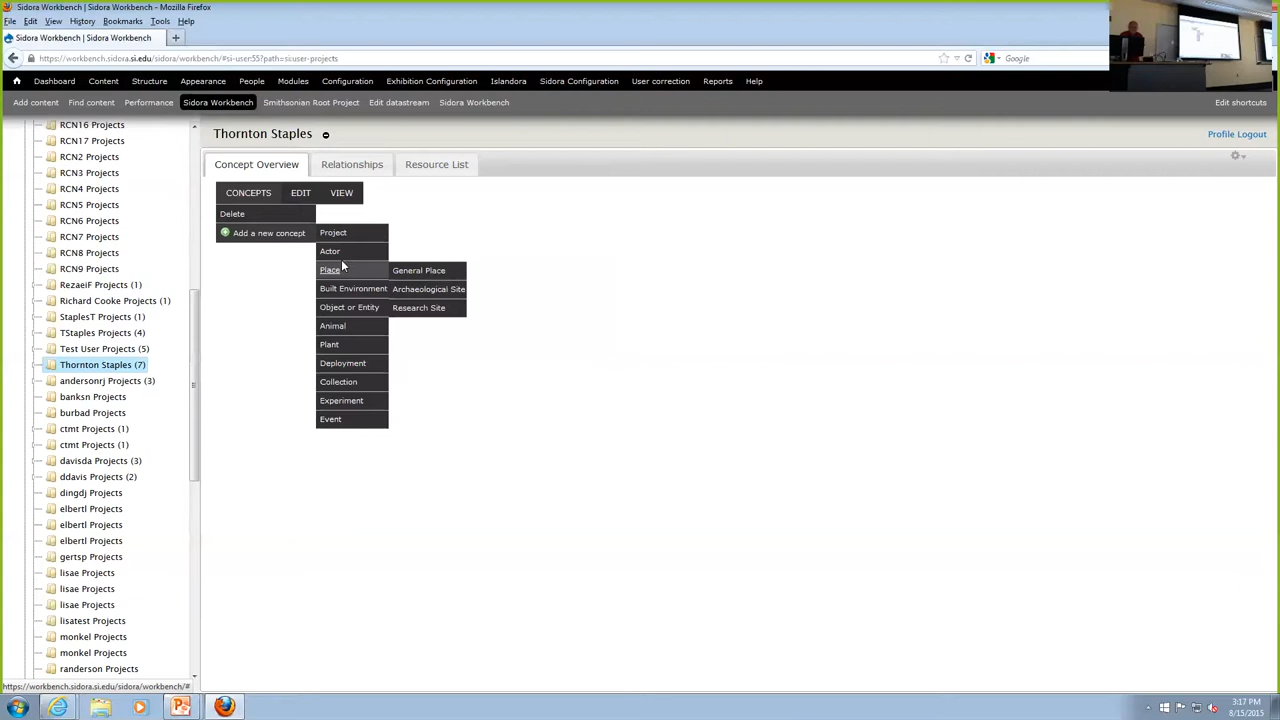 Sidora Workbench | Sidora Workbench - Mozilla Firefox
File Edit View History Bookmarks Tools Help
Sidora Workbench | Sidora Workbench
https://workbench.sidora.si.edu/sidora/workbench/#si-user:55?path=si:user-projects
Google
Dashboard Content Structure Appearance People Modules Configuration Exhibition Configuration Islandora Sidora Configuration User correction Reports Help
Add content Find content Performance Sidora Workbench Smithsonian Root Project Edit datastream Sidora Workbench Edit shortcuts
RCN16 Projects
RCN17 Projects
RCN2 Projects
RCN3 Projects
RCN4 Projects
RCN5 Projects
RCN6 Projects
RCN7 Projects
RCN8 Projects
RCN9 Projects
RezaeiF Projects (1)
Richard Cooke Projects (1)
StaplesT Projects (1)
TStaples Projects (4)
Test User Projects (5)
Thornton Staples (7)
andersonrj Projects (3)
banksn Projects
burbad Projects
ctmt Projects (1)
ctmt Projects (1)
davisda Projects (3)
ddavis Projects (2)
dingdj Projects
elbertl Projects
elbertl Projects
elbertl Projects
gertsp Projects
lisae Projects
lisae Projects
lisae Projects
lisatest Projects
monkel Projects
monkel Projects
randerson Projects
Thornton Staples
Profile Logout
Concept Overview Relationships Resource List
CONCEPTS EDIT VIEW
Delete
Add a new concept
Project
Actor
Place
Built Environment
Object or Entity
Animal
Plant
Deployment
Collection
Experiment
Event
General Place
Archaeological Site
Research Site
https://workbench.sidora.si.edu/sidora/workbench/#
3:17 PM
8/15/2015